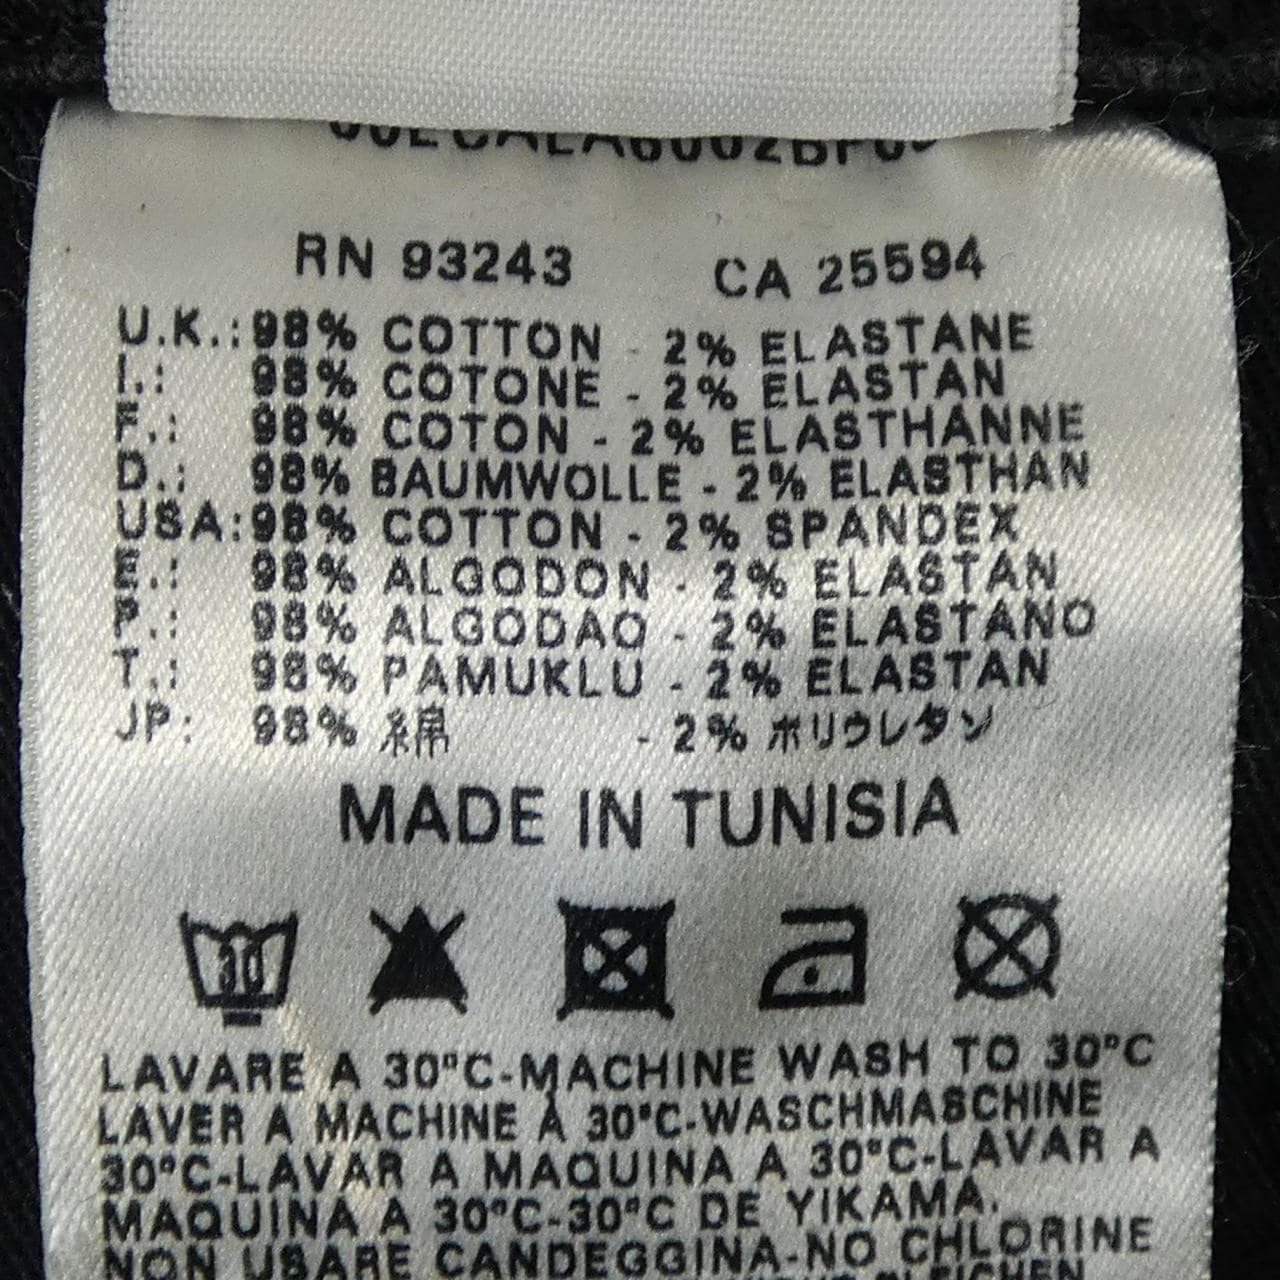 RN 93243 CA 25594
U.K.: 98% COTTON - 2% ELASTANE
I.: 98% COTONE - 2% ELASTAN
F.: 98% COTON - 2% ELASTHANNE
D.: 98% BAUMWOLLE - 2% ELASTHAN
USA: 98% COTTON - 2% SPANDEX
E.: 98% ALGODON - 2% ELASTAN
P.: 98% ALGODAO - 2% ELASTANO
T.: 98% PAMUKLU - 2% ELASTAN
JP: 98% 綿 - 2% ポリウレタン
MADE IN TUNISIA
30
LAVARE A 30°C-MACHINE WASH TO 30°C
LAVER A MACHINE À 30°C-WASCHMASCHINE
30°C-LAVAR A MAQUINA A 30°C-LAVAR A
MAQUINA A 30°C-30°C DE YIKAMA.
NON USARE CANDEGGINA-NO CHLORINE